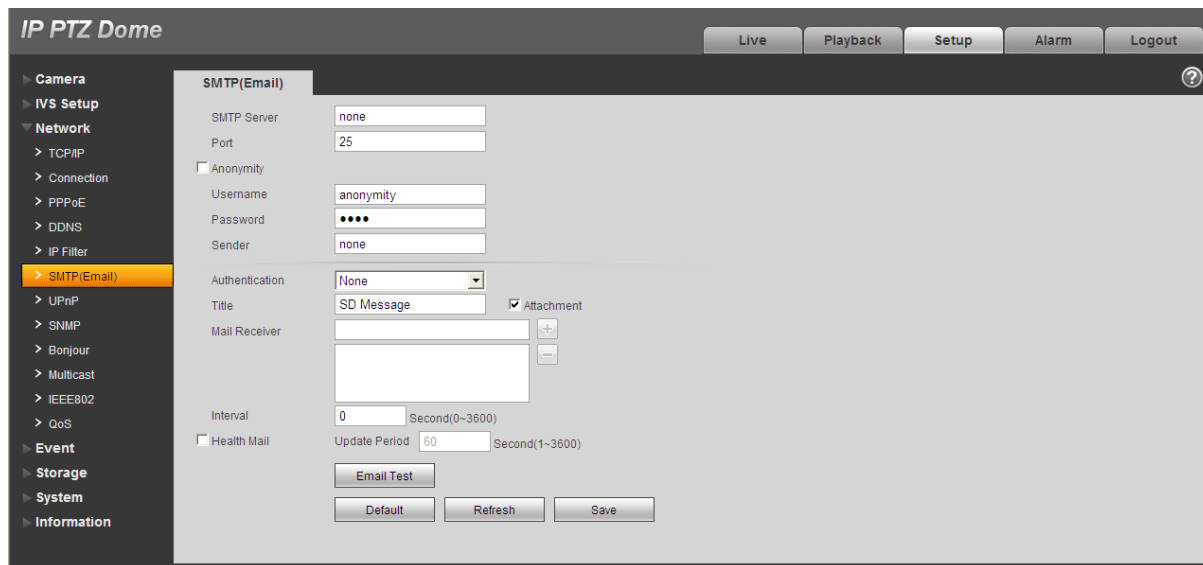 IP PTZ Dome
Live Playback Setup Alarm Logout
Camera
IVS Setup
Network
> TCP/IP
> Connection
> PPPoE
> DDNS
> IP Filter
> SMTP(Email)
> UPnP
> SNMP
> Bonjour
> Multicast
> IEEE802
> QoS
Event
Storage
System
Information
SMTP(Email)
?
SMTP Server none
Port 25
Anonymity
Username anonymity
Password ••••
Sender none
Authentication None
Title SD Message Attachment
Mail Receiver +
−
Interval 0 Second(0~3600)
Health Mail Update Period 60 Second(1~3600)
Email Test
Default Refresh Save